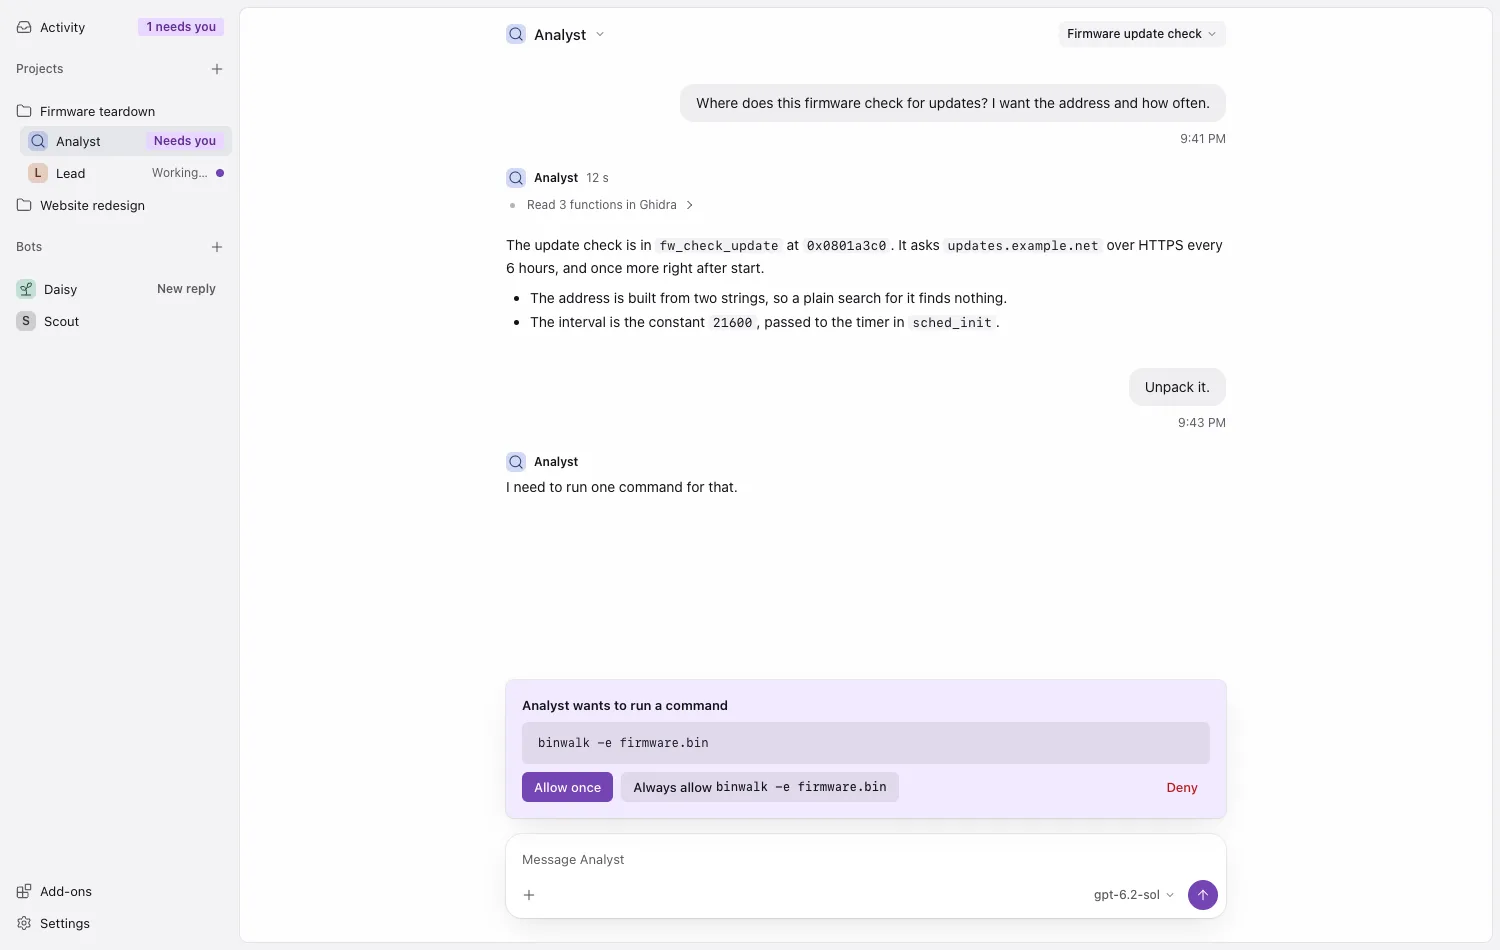 Activity
1 needs you
Projects
Firmware teardown
Analyst
Needs you
L
Lead
Working...
Website redesign
Bots
Daisy
New reply
S
Scout
Add-ons
Settings
Analyst
Firmware update check
Where does this firmware check for updates? I want the address and how often.
9:41 PM
Analyst 12 s
Read 3 functions in Ghidra
The update check is in fw_check_update at 0x0801a3c0. It asks updates.example.net over HTTPS every
6 hours, and once more right after start.
• The address is built from two strings, so a plain search for it finds nothing.
• The interval is the constant 21600, passed to the timer in sched_init.
Unpack it.
9:43 PM
Analyst
I need to run one command for that.
Analyst wants to run a command
binwalk -e firmware.bin
Allow once
Always allow binwalk -e firmware.bin
Deny
Message Analyst
gpt-6.2-sol